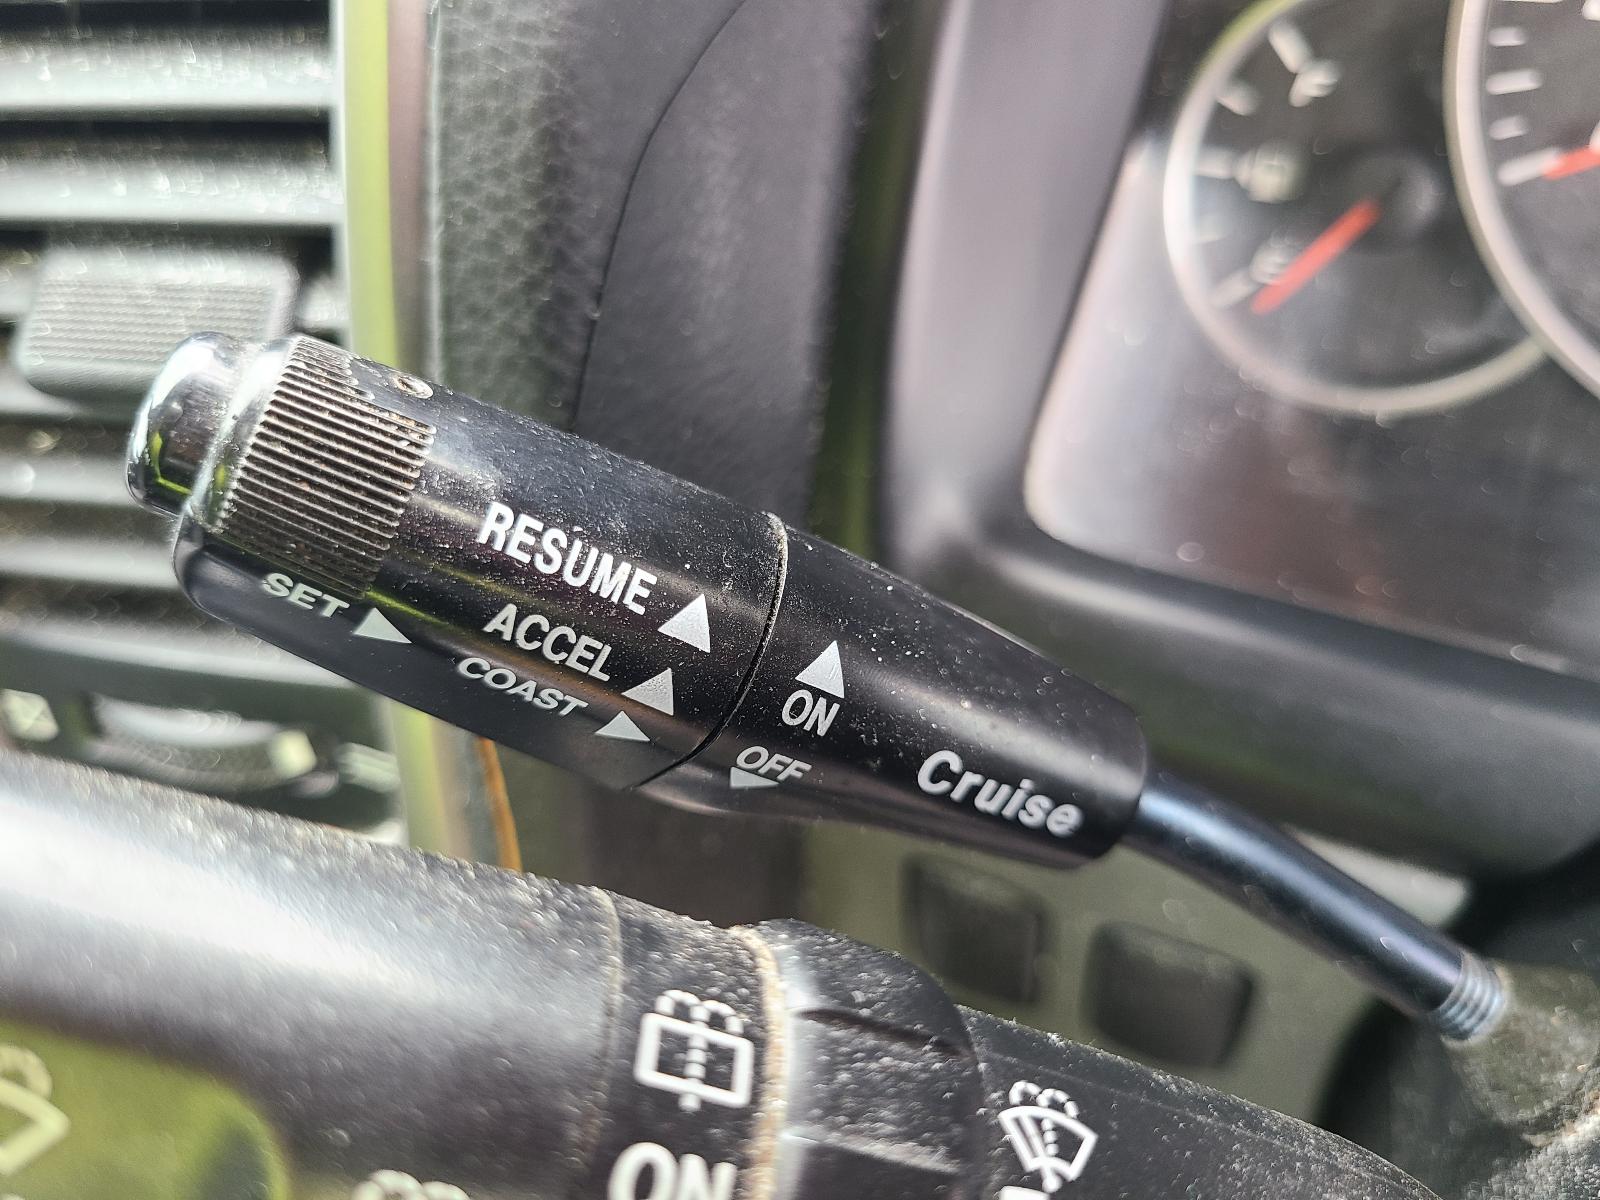 RESUME
SET
ACCEL
COAST
ON
OFF
Cruise
ON